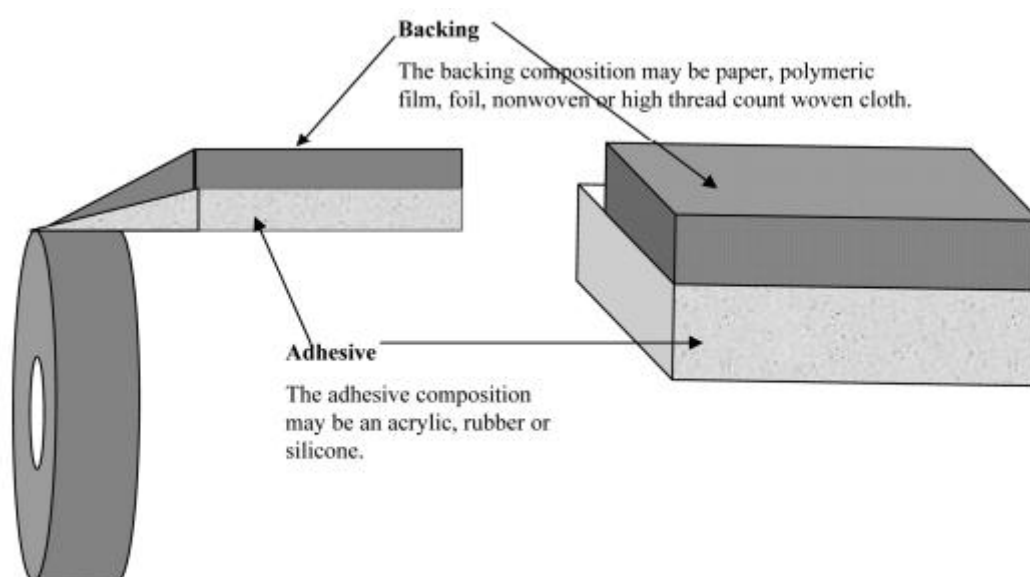 Backing
The backing composition may be paper, polymeric
film, foil, nonwoven or high thread count woven cloth.
Adhesive
The adhesive composition
may be an acrylic, rubber or
silicone.